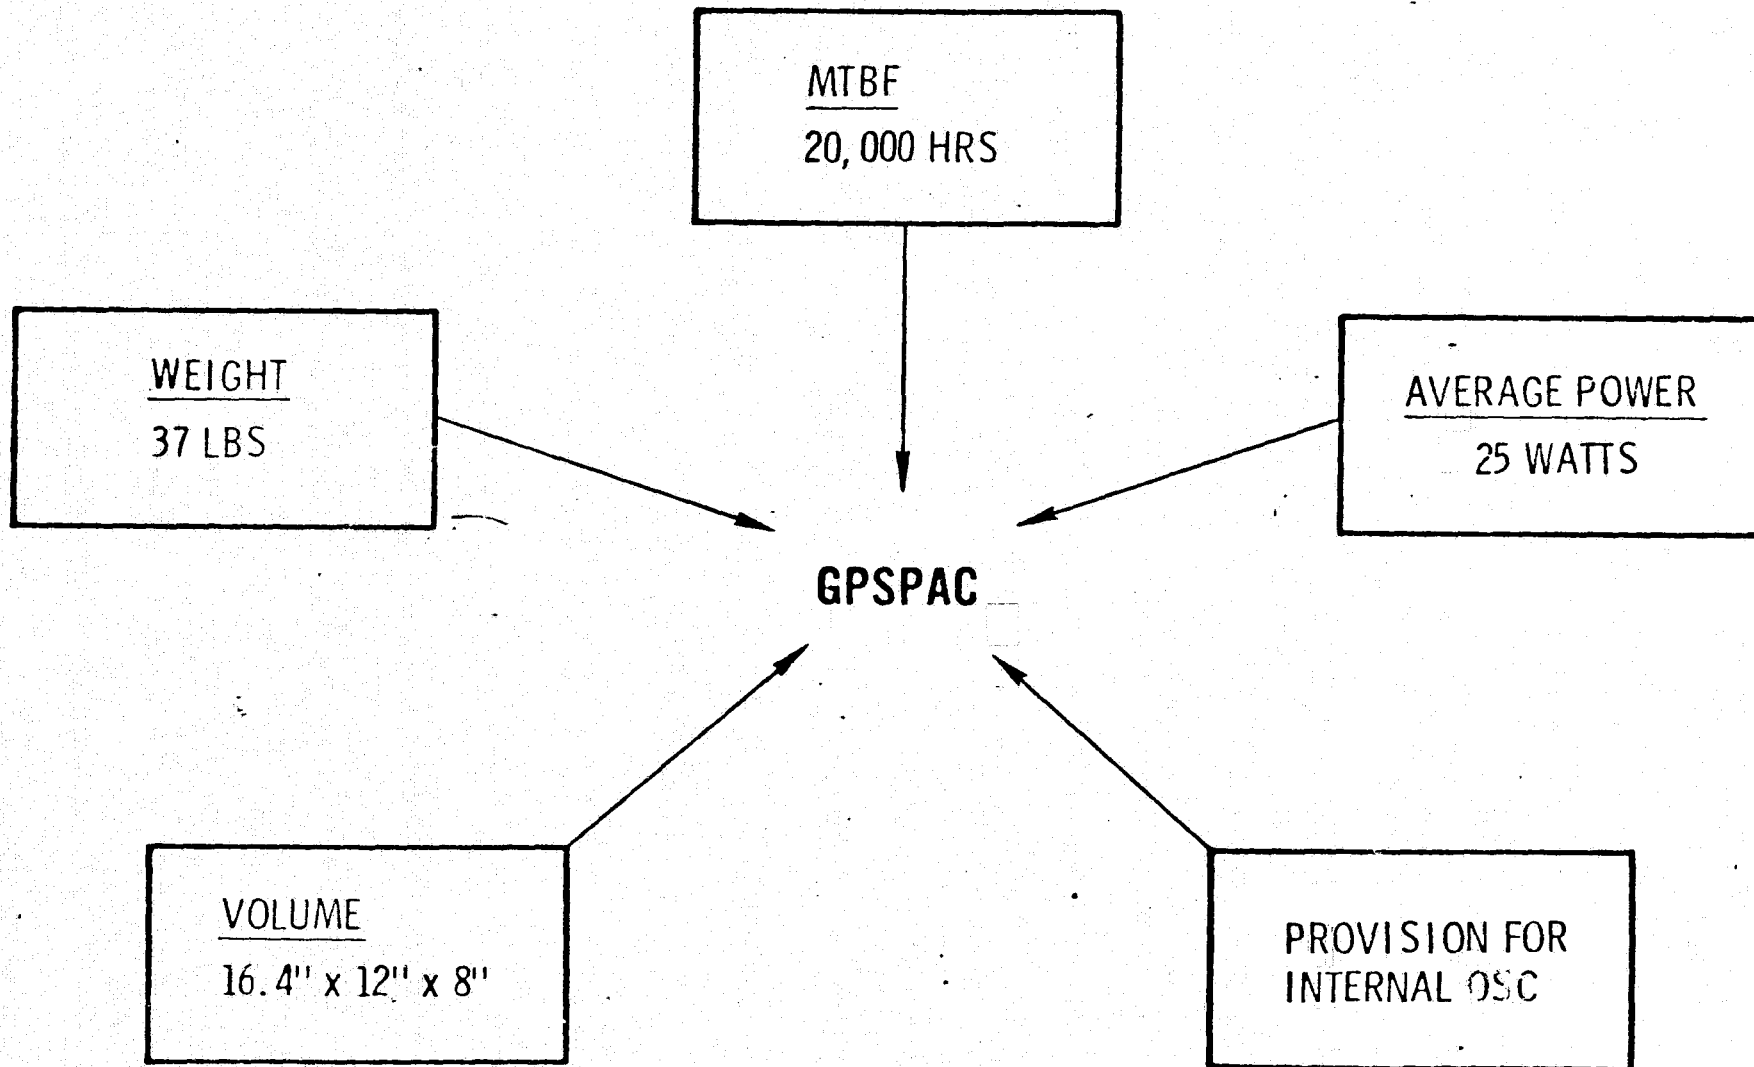 MTBF
20,000 HRS
WEIGHT
37 LBS
AVERAGE POWER
25 WATTS
GPSPAC
VOLUME
16.4" x 12" x 8"
PROVISION FOR
INTERNAL OSC